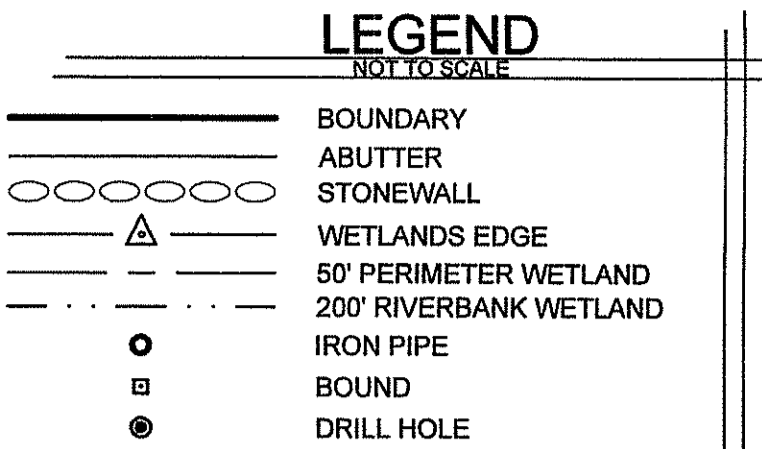 LEGEND
NOT TO SCALE
BOUNDARY
ABUTTER
STONEWALL
WETLANDS EDGE
50' PERIMETER WETLAND
200' RIVERBANK WETLAND
IRON PIPE
BOUND
DRILL HOLE